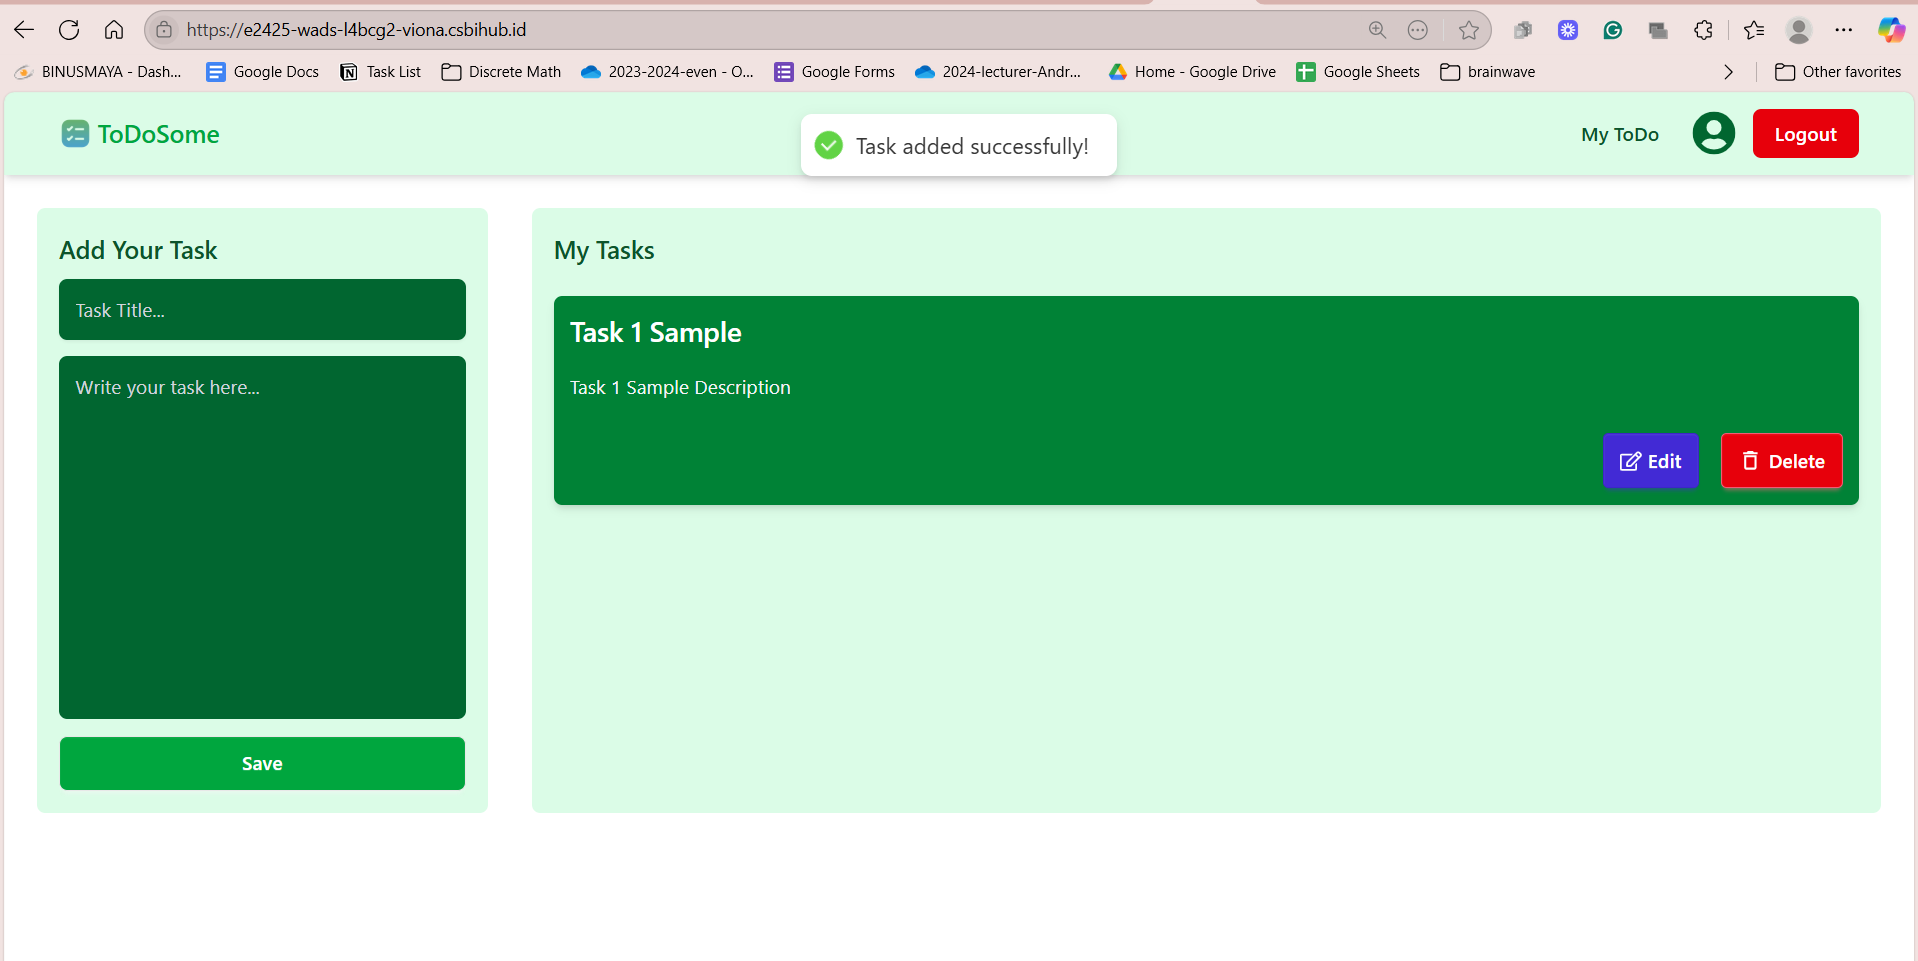 https://e2425-wads-l4bcg2-viona.csbihub.id
BINUSMAYA - Dash... Google Docs Task List Discrete Math 2023-2024-even - O... Google Forms 2024-lecturer-Andr... Home - Google Drive Google Sheets brainwave Other favorites
ToDoSome
Task added successfully!
My ToDo
Logout
Add Your Task
Task Title...
Write your task here...
Save
My Tasks
Task 1 Sample
Task 1 Sample Description
Edit
Delete